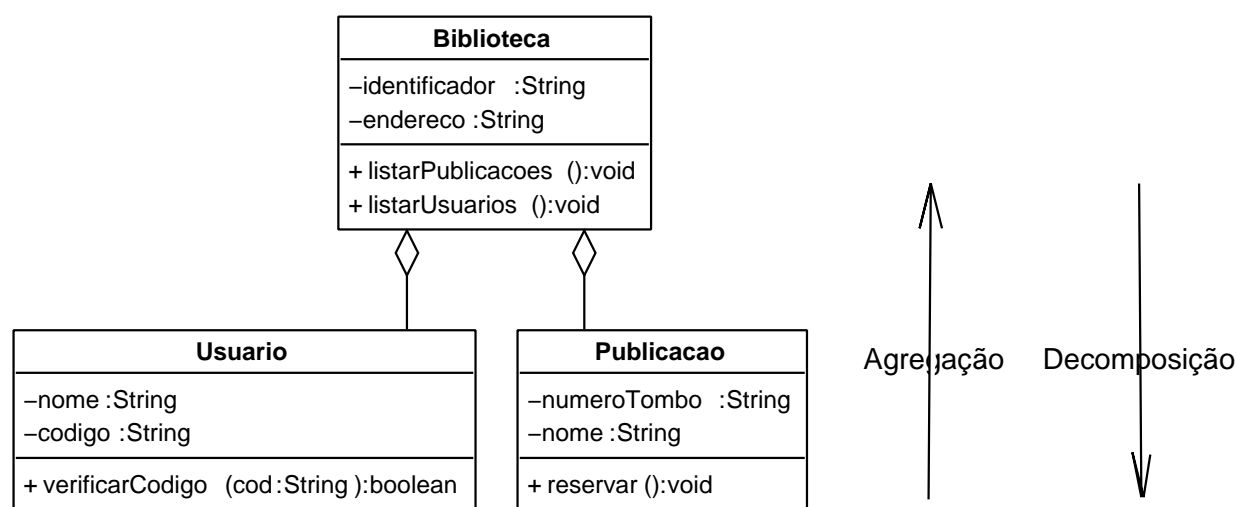 Biblioteca
–identificador :String
–endereco :String
+ listarPublicacoes ():void
+ listarUsuarios ():void
Usuario
–nome :String
–codigo :String
+ verificarCodigo (cod :String ):boolean
Publicacao
–numeroTombo :String
–nome :String
+ reservar ():void
Agregação
Decomposição